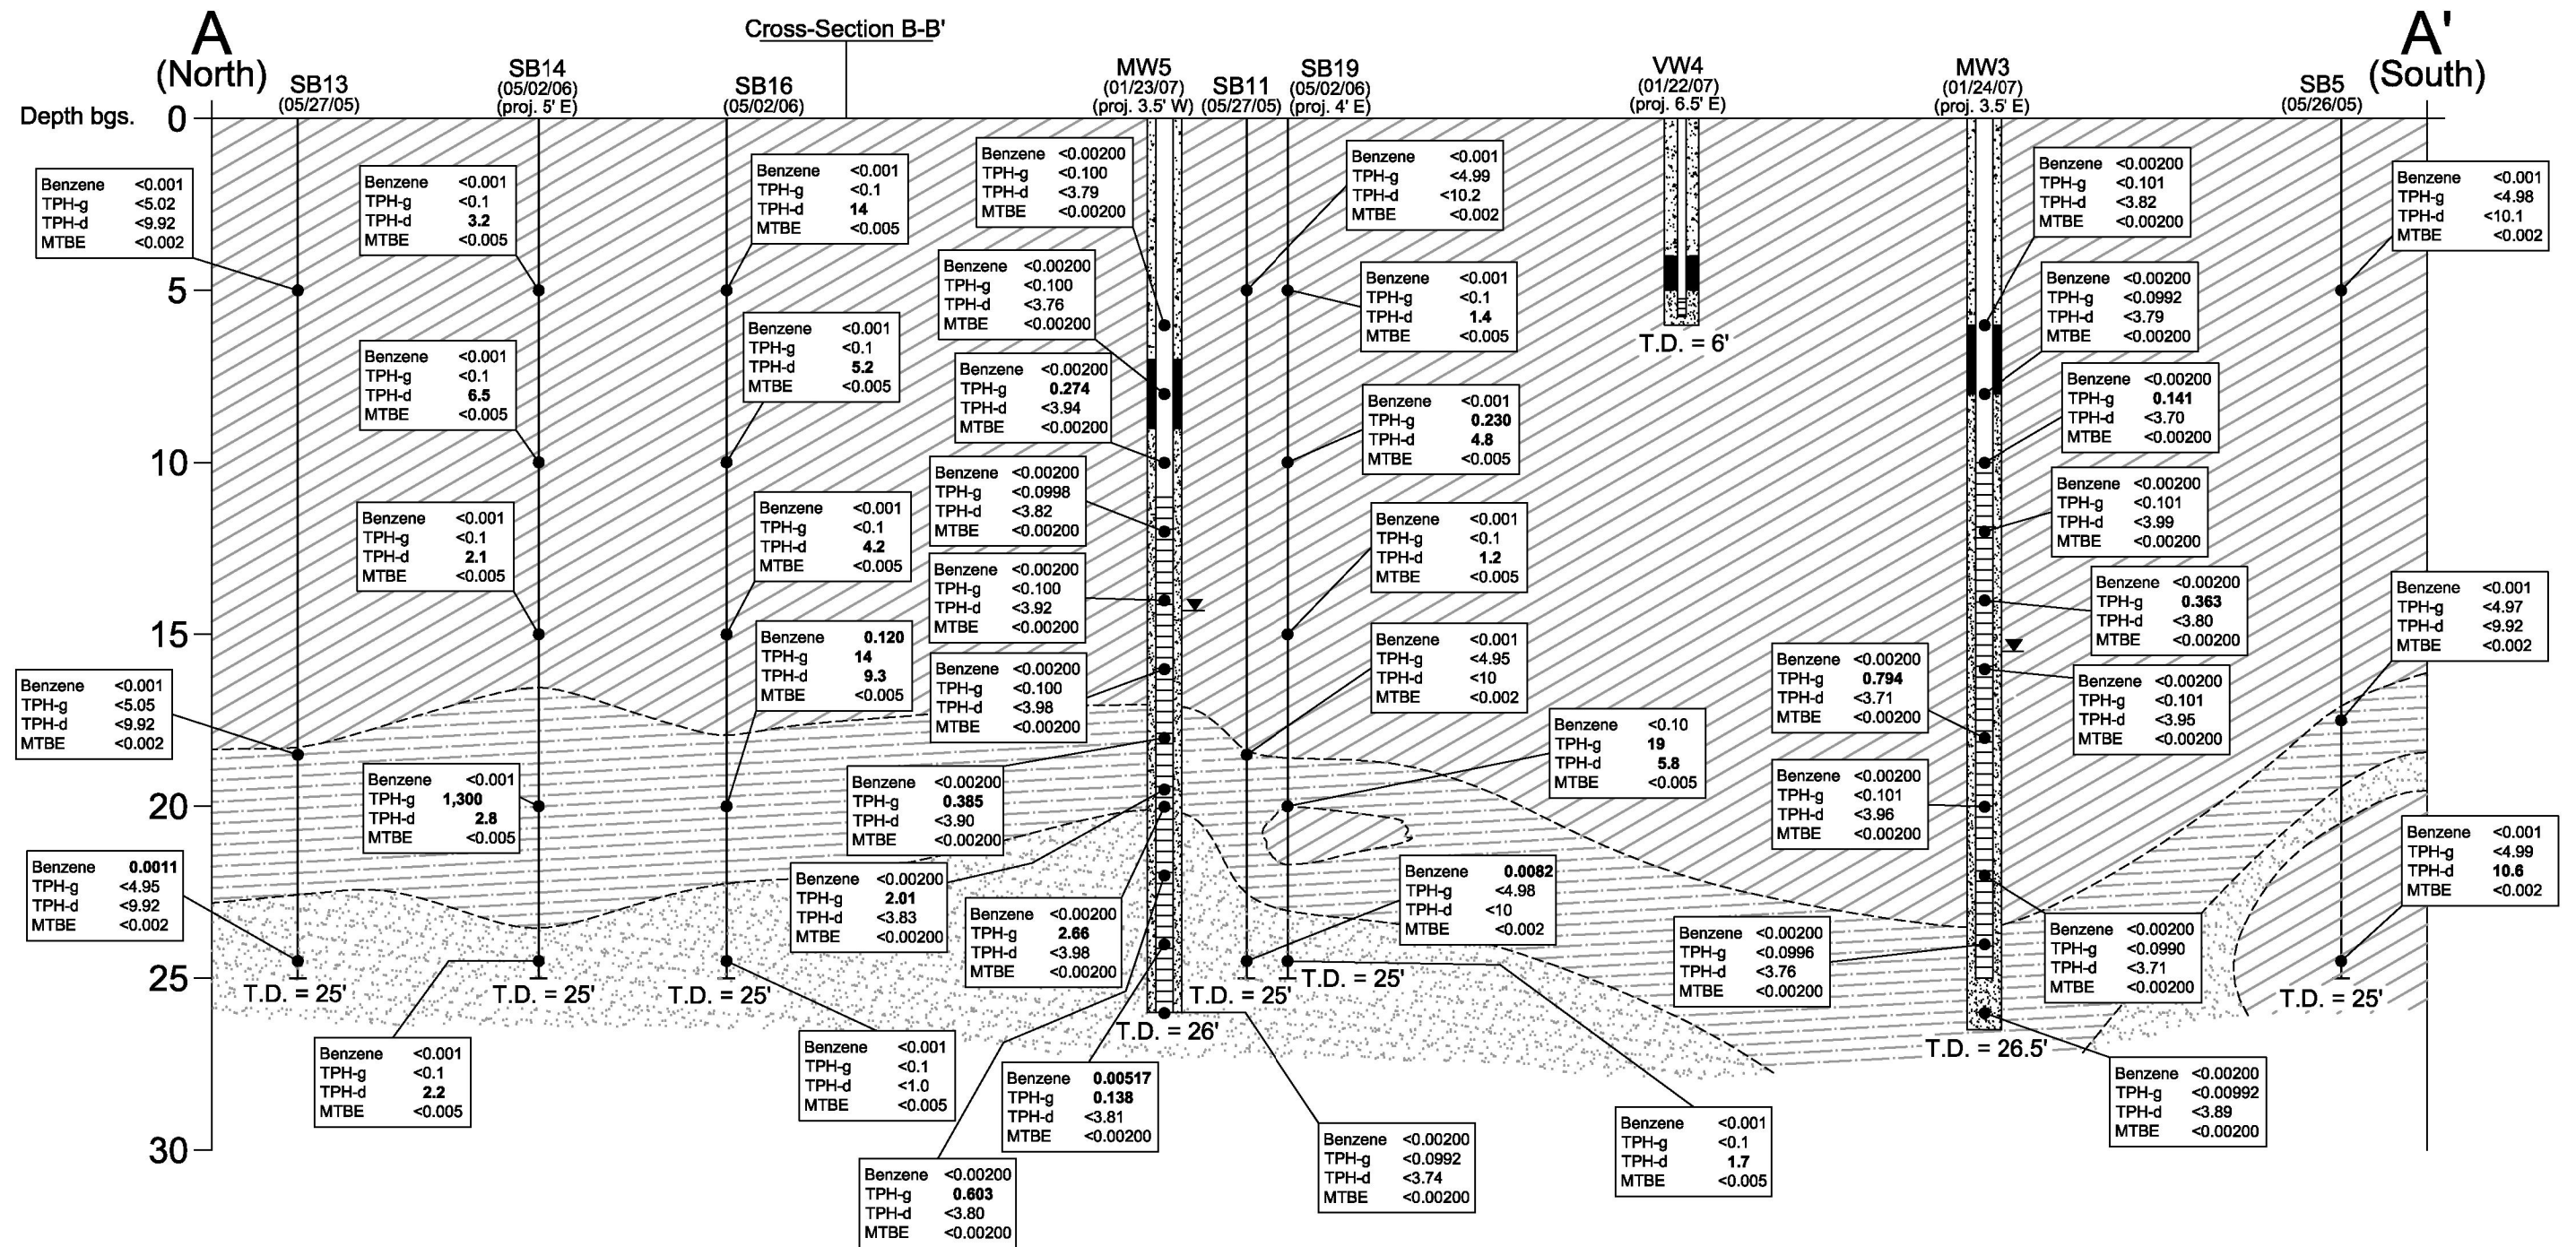 A
(North)
Cross-Section B-B'
A'
(South)
SB13
(05/27/05)
SB14
(05/02/06)
(proj. 5' E)
SB16
(05/02/06)
MW5
(01/23/07)
(proj. 3.5' W)
SB11
(05/27/05)
SB19
(05/02/06)
(proj. 4' E)
VW4
(01/22/07)
(proj. 6.5' E)
MW3
(01/24/07)
(proj. 3.5' E)
SB5
(05/26/05)
Depth bgs.
0
5
10
15
20
25
30
Benzene <0.001
TPH-g <5.02
TPH-d <9.92
MTBE <0.002
Benzene <0.001
TPH-g <5.05
TPH-d <9.92
MTBE <0.002
Benzene 0.0011
TPH-g <4.95
TPH-d <9.92
MTBE <0.002
T.D. = 25'
Benzene <0.001
TPH-g <0.1
TPH-d 3.2
MTBE <0.005
Benzene <0.001
TPH-g <0.1
TPH-d 6.5
MTBE <0.005
Benzene <0.001
TPH-g <0.1
TPH-d 2.1
MTBE <0.005
Benzene <0.001
TPH-g 1,300
TPH-d 2.8
MTBE <0.005
T.D. = 25'
Benzene <0.001
TPH-g <0.1
TPH-d 2.2
MTBE <0.005
Benzene <0.001
TPH-g <0.1
TPH-d 14
MTBE <0.005
Benzene <0.001
TPH-g <0.1
TPH-d 5.2
MTBE <0.005
Benzene <0.001
TPH-g <0.1
TPH-d 4.2
MTBE <0.005
Benzene 0.120
TPH-g 14
TPH-d 9.3
MTBE <0.005
T.D. = 25'
Benzene <0.001
TPH-g <0.1
TPH-d <1.0
MTBE <0.005
Benzene <0.00200
TPH-g <0.100
TPH-d <3.79
MTBE <0.00200
Benzene <0.00200
TPH-g <0.100
TPH-d <3.76
MTBE <0.00200
Benzene <0.00200
TPH-g 0.274
TPH-d <3.94
MTBE <0.00200
Benzene <0.00200
TPH-g <0.0998
TPH-d <3.82
MTBE <0.00200
Benzene <0.00200
TPH-g <0.100
TPH-d <3.92
MTBE <0.00200
Benzene <0.00200
TPH-g <0.100
TPH-d <3.98
MTBE <0.00200
Benzene <0.00200
TPH-g 0.385
TPH-d <3.90
MTBE <0.00200
Benzene <0.00200
TPH-g 2.01
TPH-d <3.83
MTBE <0.00200
Benzene <0.00200
TPH-g 2.66
TPH-d <3.98
MTBE <0.00200
T.D. = 26'
Benzene 0.00517
TPH-g 0.138
TPH-d <3.81
MTBE <0.00200
Benzene <0.00200
TPH-g 0.603
TPH-d <3.80
MTBE <0.00200
Benzene <0.00200
TPH-g <0.0992
TPH-d <3.74
MTBE <0.00200
Benzene <0.001
TPH-g <4.99
TPH-d <10.2
MTBE <0.002
Benzene <0.001
TPH-g <0.1
TPH-d 1.4
MTBE <0.005
Benzene <0.001
TPH-g 0.230
TPH-d 4.8
MTBE <0.005
Benzene <0.001
TPH-g <0.1
TPH-d 1.2
MTBE <0.005
Benzene <0.001
TPH-g <4.95
TPH-d <10
MTBE <0.002
Benzene <0.10
TPH-g 19
TPH-d 5.8
MTBE <0.005
Benzene 0.0082
TPH-g <4.98
TPH-d <10
MTBE <0.002
T.D. = 25'
T.D. = 25'
Benzene <0.001
TPH-g <0.1
TPH-d 1.7
MTBE <0.005
T.D. = 6'
Benzene <0.00200
TPH-g <0.101
TPH-d <3.82
MTBE <0.00200
Benzene <0.00200
TPH-g <0.0992
TPH-d <3.79
MTBE <0.00200
Benzene <0.00200
TPH-g 0.141
TPH-d <3.70
MTBE <0.00200
Benzene <0.00200
TPH-g <0.101
TPH-d <3.99
MTBE <0.00200
Benzene <0.00200
TPH-g 0.363
TPH-d <3.80
MTBE <0.00200
Benzene <0.00200
TPH-g <0.101
TPH-d <3.95
MTBE <0.00200
Benzene <0.00200
TPH-g 0.794
TPH-d <3.71
MTBE <0.00200
Benzene <0.00200
TPH-g <0.101
TPH-d <3.96
MTBE <0.00200
Benzene <0.00200
TPH-g <0.0990
TPH-d <3.71
MTBE <0.00200
Benzene <0.00200
TPH-g <0.0996
TPH-d <3.76
MTBE <0.00200
T.D. = 26.5'
Benzene <0.00200
TPH-g <0.00992
TPH-d <3.89
MTBE <0.00200
Benzene <0.001
TPH-g <4.98
TPH-d <10.1
MTBE <0.002
Benzene <0.001
TPH-g <4.97
TPH-d <9.92
MTBE <0.002
Benzene <0.001
TPH-g <4.99
TPH-d 10.6
MTBE <0.002
T.D. = 25'